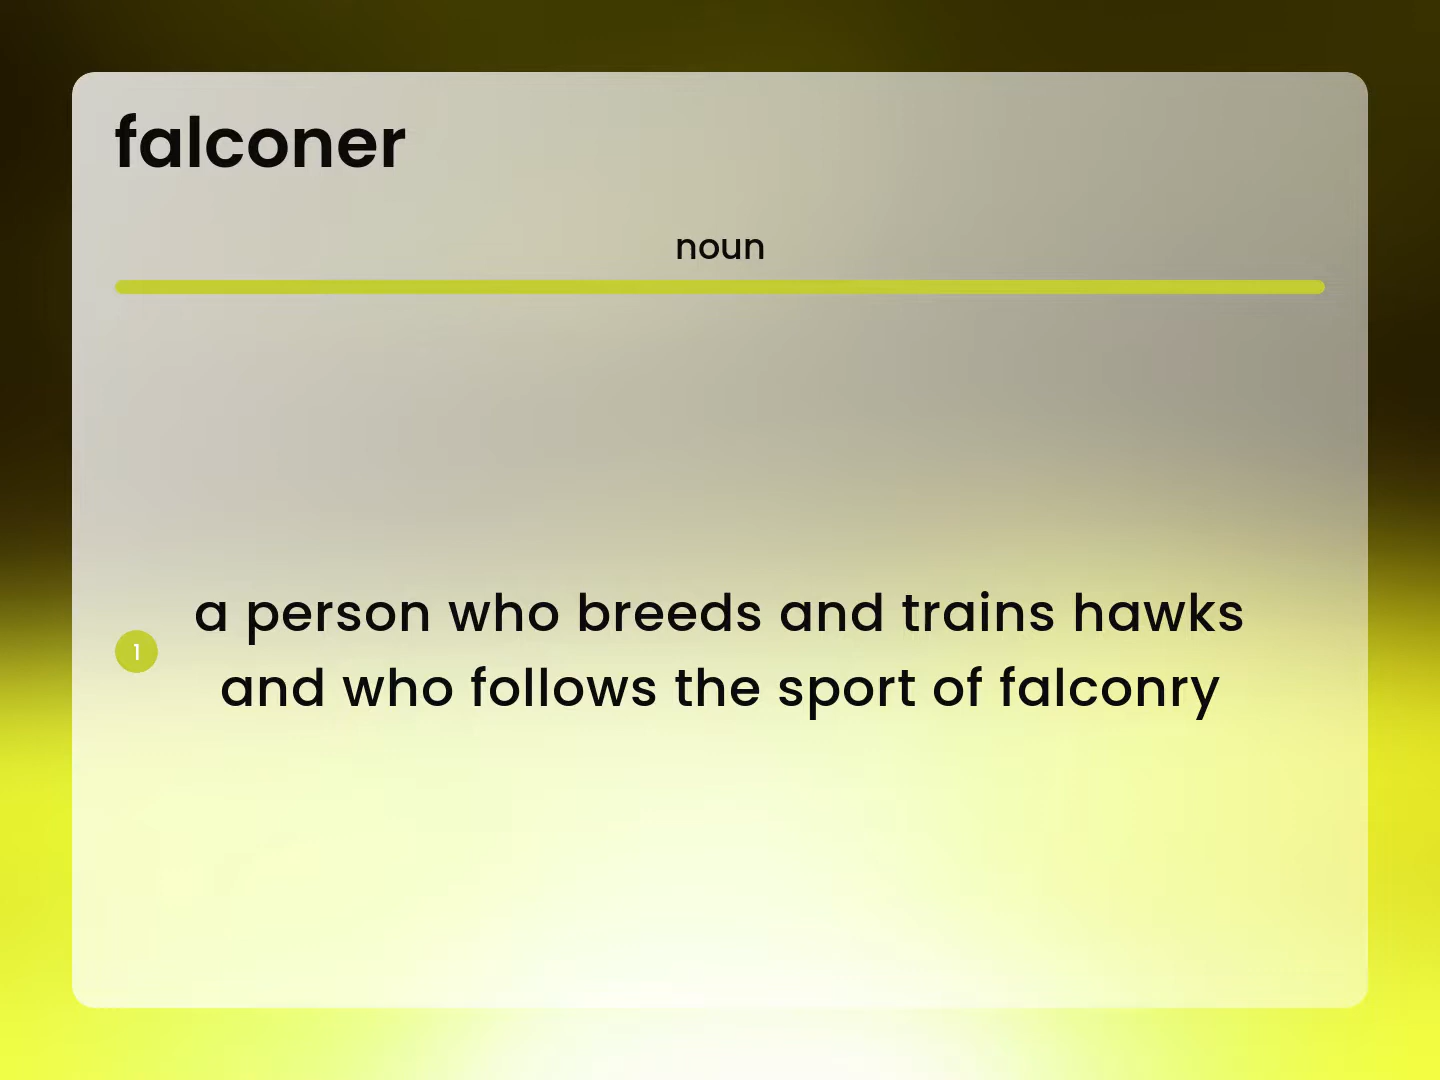 falconer
noun
1
a person who breeds and trains hawks
and who follows the sport of falconry